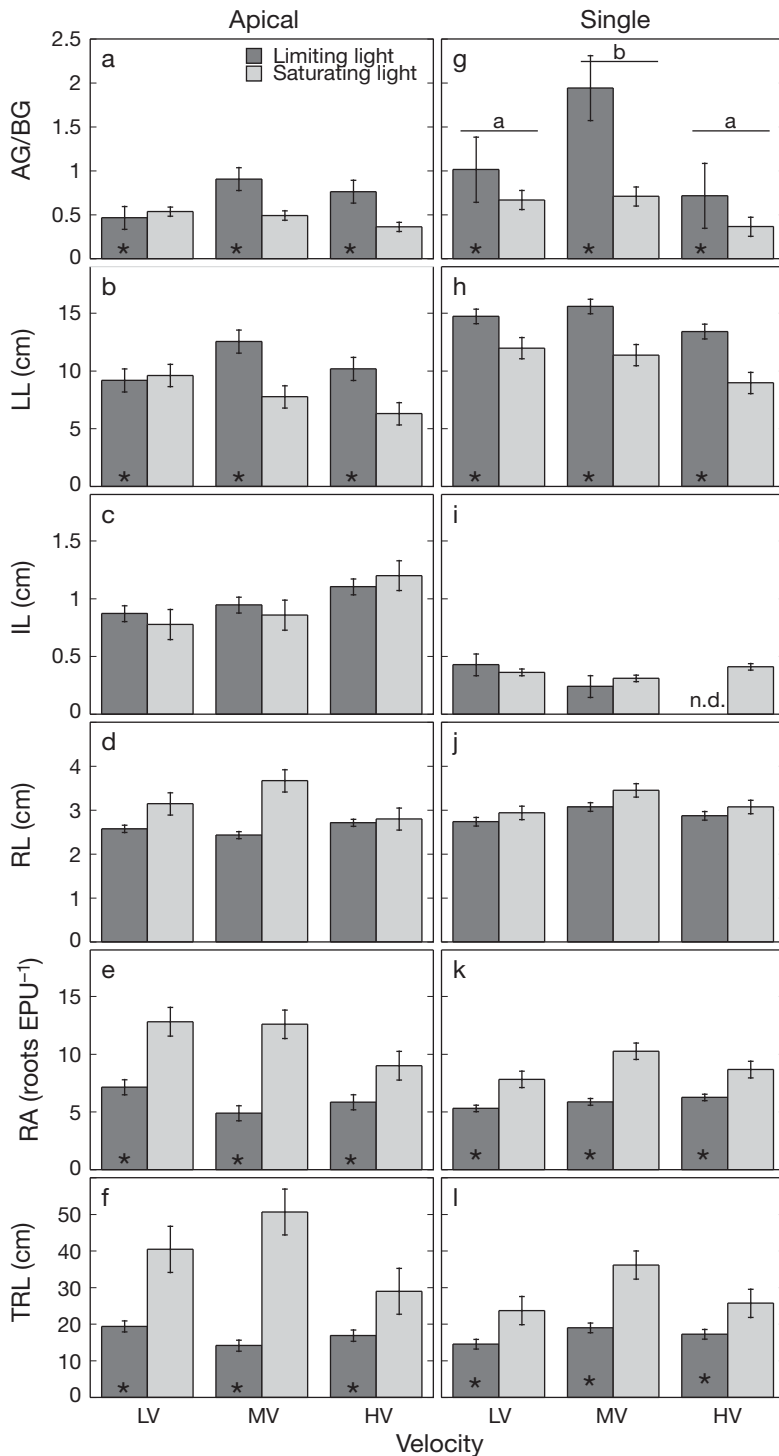 Apical Single
a Limiting light
Saturating light
g
a b a
AG/BG
2.5
2
1.5
1
0.5
0
* * * * * *
b h
LL (cm)
15
10
5
0
* * * * * *
c i
IL (cm)
1.5
1
0.5
0
n.d.
d j
RL (cm)
4
3
2
1
0
e k
RA (roots EPU⁻¹)
15
10
5
0
* * * * * *
f l
TRL (cm)
50
40
30
20
10
0
* * * * * *
LV MV HV LV MV HV
Velocity